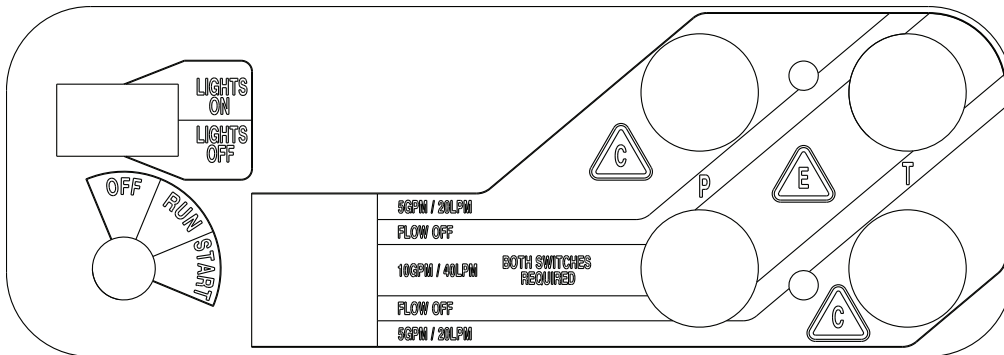 LIGHTS
ON
LIGHTS
OFF
OFF
RUN
START
5GPM / 20LPM
FLOW OFF
10GPM / 40LPM
BOTH SWITCHES
REQUIRED
FLOW OFF
5GPM / 20LPM
C
P
E
T
C